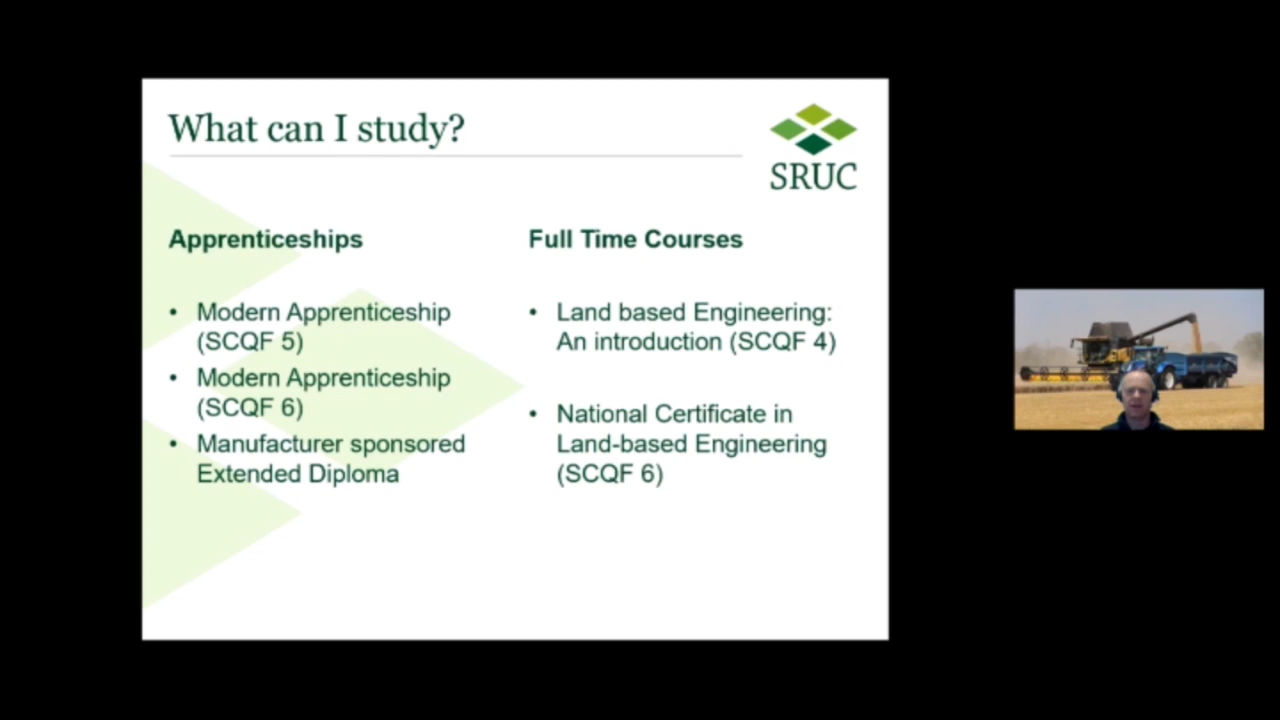 What can I study?
SRUC
Apprenticeships
• Modern Apprenticeship
(SCQF 5)
• Modern Apprenticeship
(SCQF 6)
• Manufacturer sponsored
Extended Diploma
Full Time Courses
• Land based Engineering:
An introduction (SCQF 4)
• National Certificate in
Land-based Engineering
(SCQF 6)